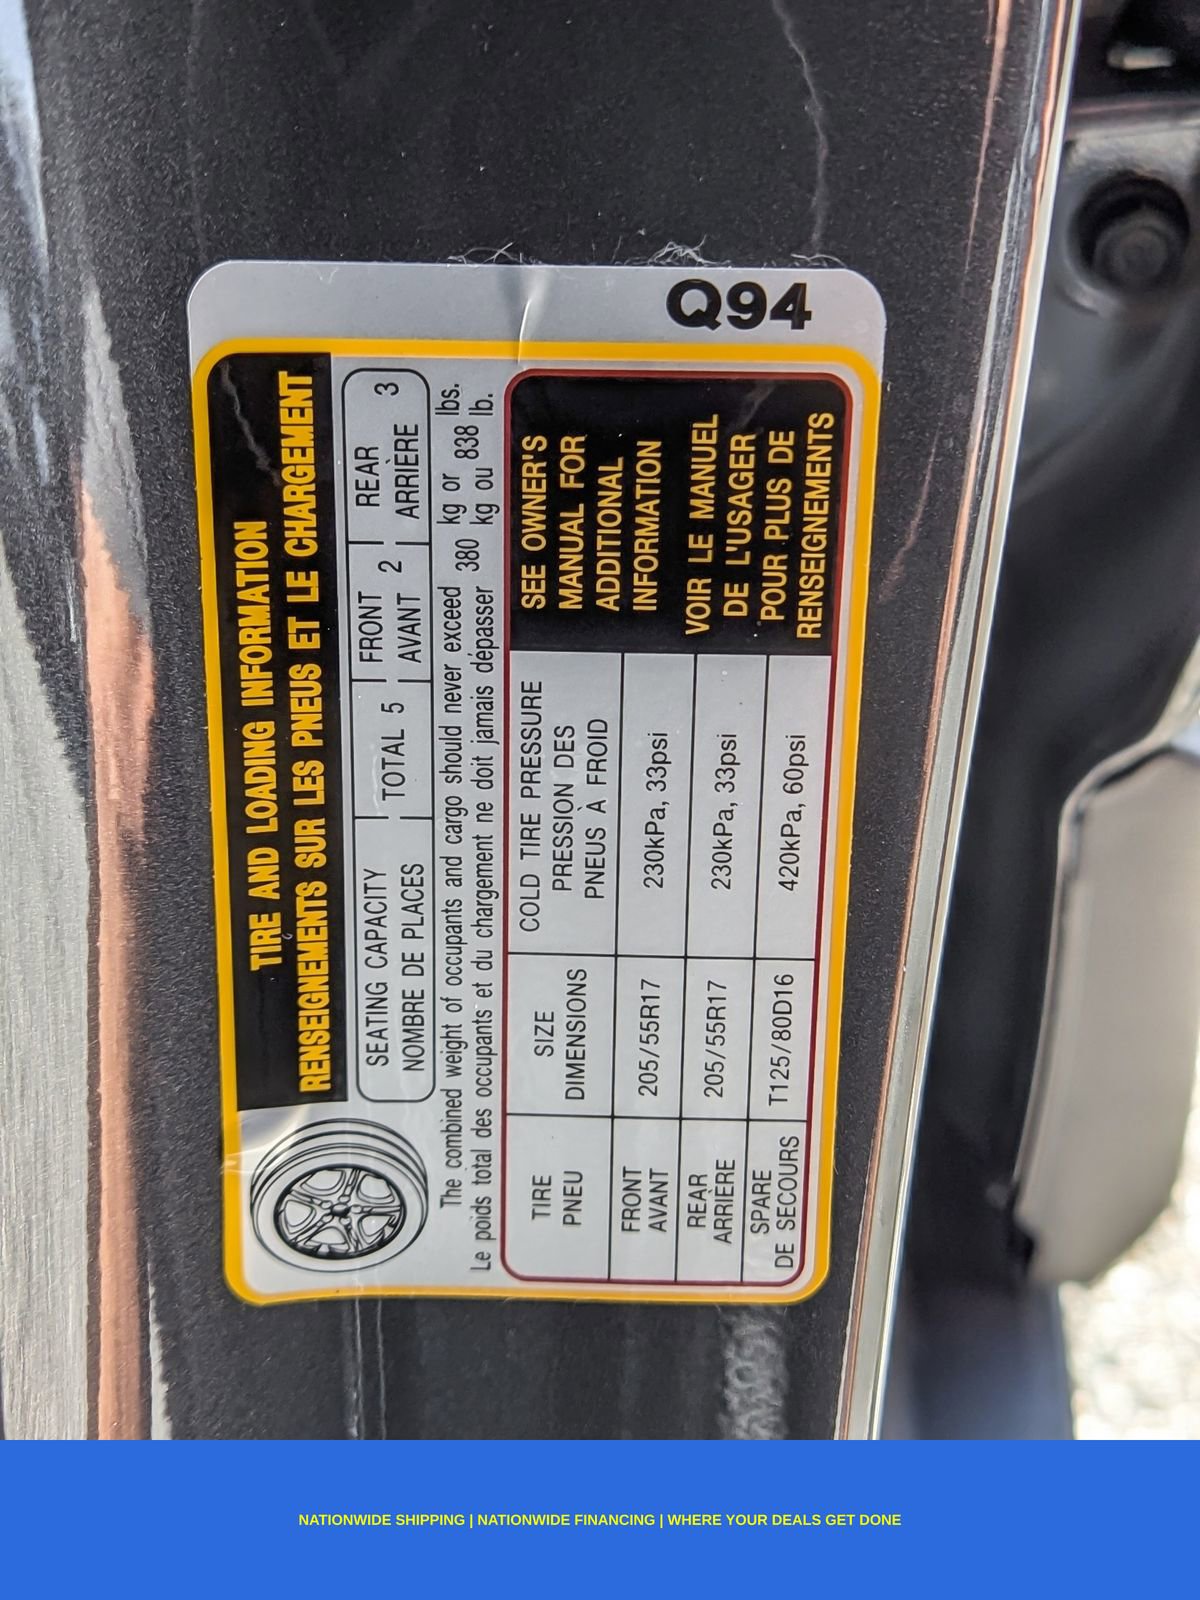 Q94
TIRE AND LOADING INFORMATION
RENSEIGNEMENTS SUR LES PNEUS ET LE CHARGEMENT
SEATING CAPACITY
NOMBRE DE PLACES
TOTAL 5
FRONT
AVANT 2
REAR
ARRIÈRE 3
The combined weight of occupants and cargo should never exceed 380 kg or 838 lbs.
Le poids total des occupants et du chargement ne doit jamais dépasser 380 kg ou 838 lb.
TIRE
PNEU
SIZE
DIMENSIONS
COLD TIRE PRESSURE
PRESSION DES
PNEUS À FROID
FRONT
AVANT
205/55R17
230kPa, 33psi
REAR
ARRIÈRE
205/55R17
230kPa, 33psi
SPARE
DE SECOURS
T125/80D16
420kPa, 60psi
SEE OWNER'S
MANUAL FOR
ADDITIONAL
INFORMATION
VOIR LE MANUEL
DE L'USAGER
POUR PLUS DE
RENSEIGNEMENTS
NATIONWIDE SHIPPING | NATIONWIDE FINANCING | WHERE YOUR DEALS GET DONE